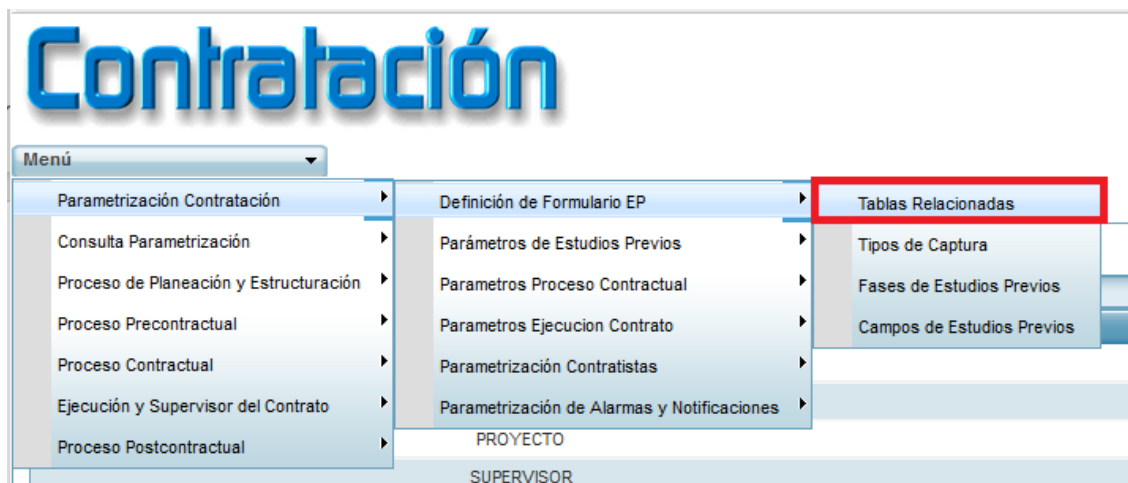 Contratación
Menú
Parametrización Contratación
Consulta Parametrización
Proceso de Planeación y Estructuración
Proceso Precontractual
Proceso Contractual
Ejecución y Supervisor del Contrato
Proceso Postcontractual
Definición de Formulario EP
Parámetros de Estudios Previos
Parametros Proceso Contractual
Parametros Ejecucion Contrato
Parametrización Contratistas
Parametrización de Alarmas y Notificaciones
Tablas Relacionadas
Tipos de Captura
Fases de Estudios Previos
Campos de Estudios Previos
PROYECTO
SUPERVISOR